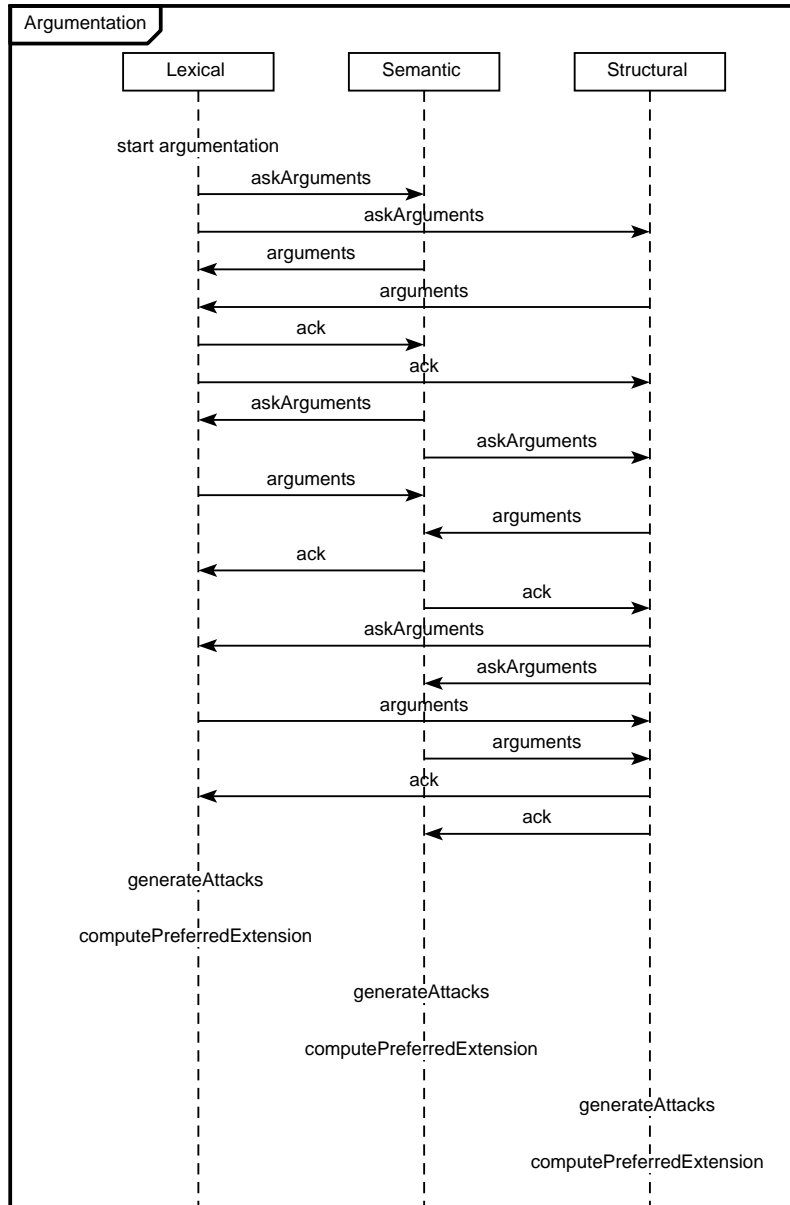 Argumentation
Lexical
Semantic
Structural
start argumentation
askArguments
askArguments
arguments
arguments
ack
ack
askArguments
askArguments
arguments
arguments
ack
ack
askArguments
askArguments
arguments
arguments
ack
ack
generateAttacks
computePreferredExtension
generateAttacks
computePreferredExtension
generateAttacks
computePreferredExtension